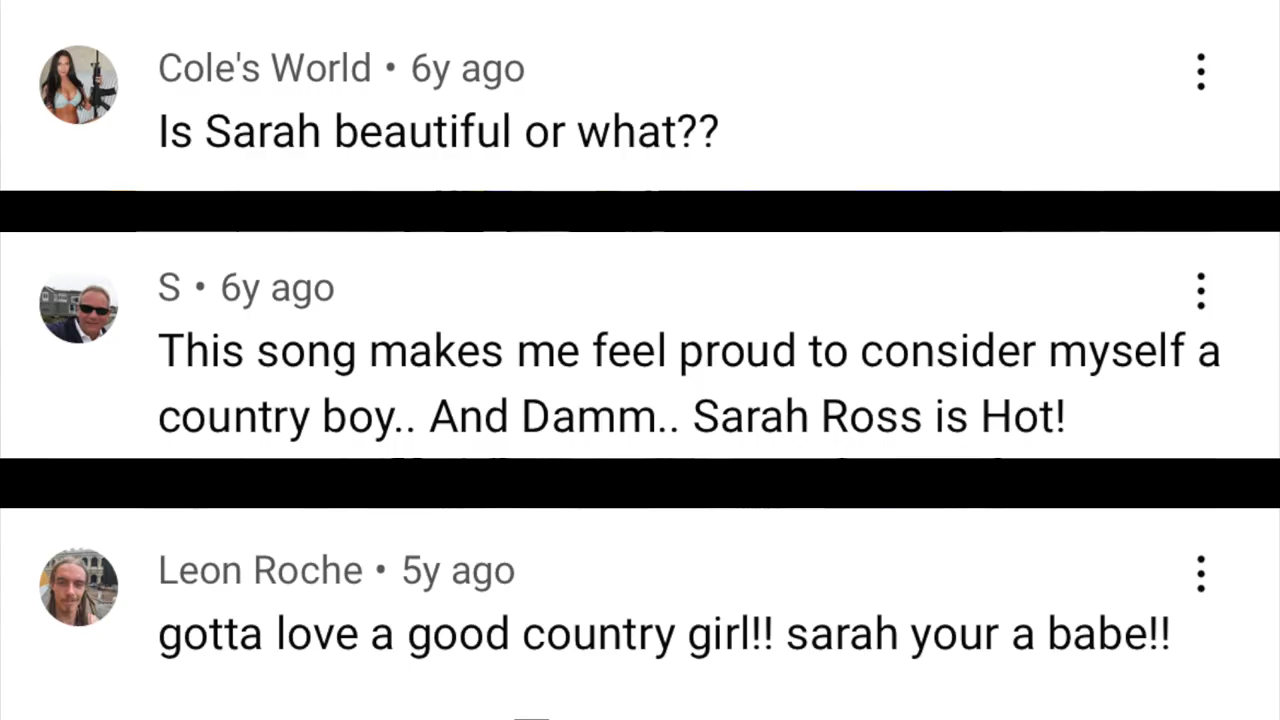 Cole's World • 6y ago
Is Sarah beautiful or what??
S • 6y ago
This song makes me feel proud to consider myself a
country boy.. And Damm.. Sarah Ross is Hot!
Leon Roche • 5y ago
gotta love a good country girl!! sarah your a babe!!